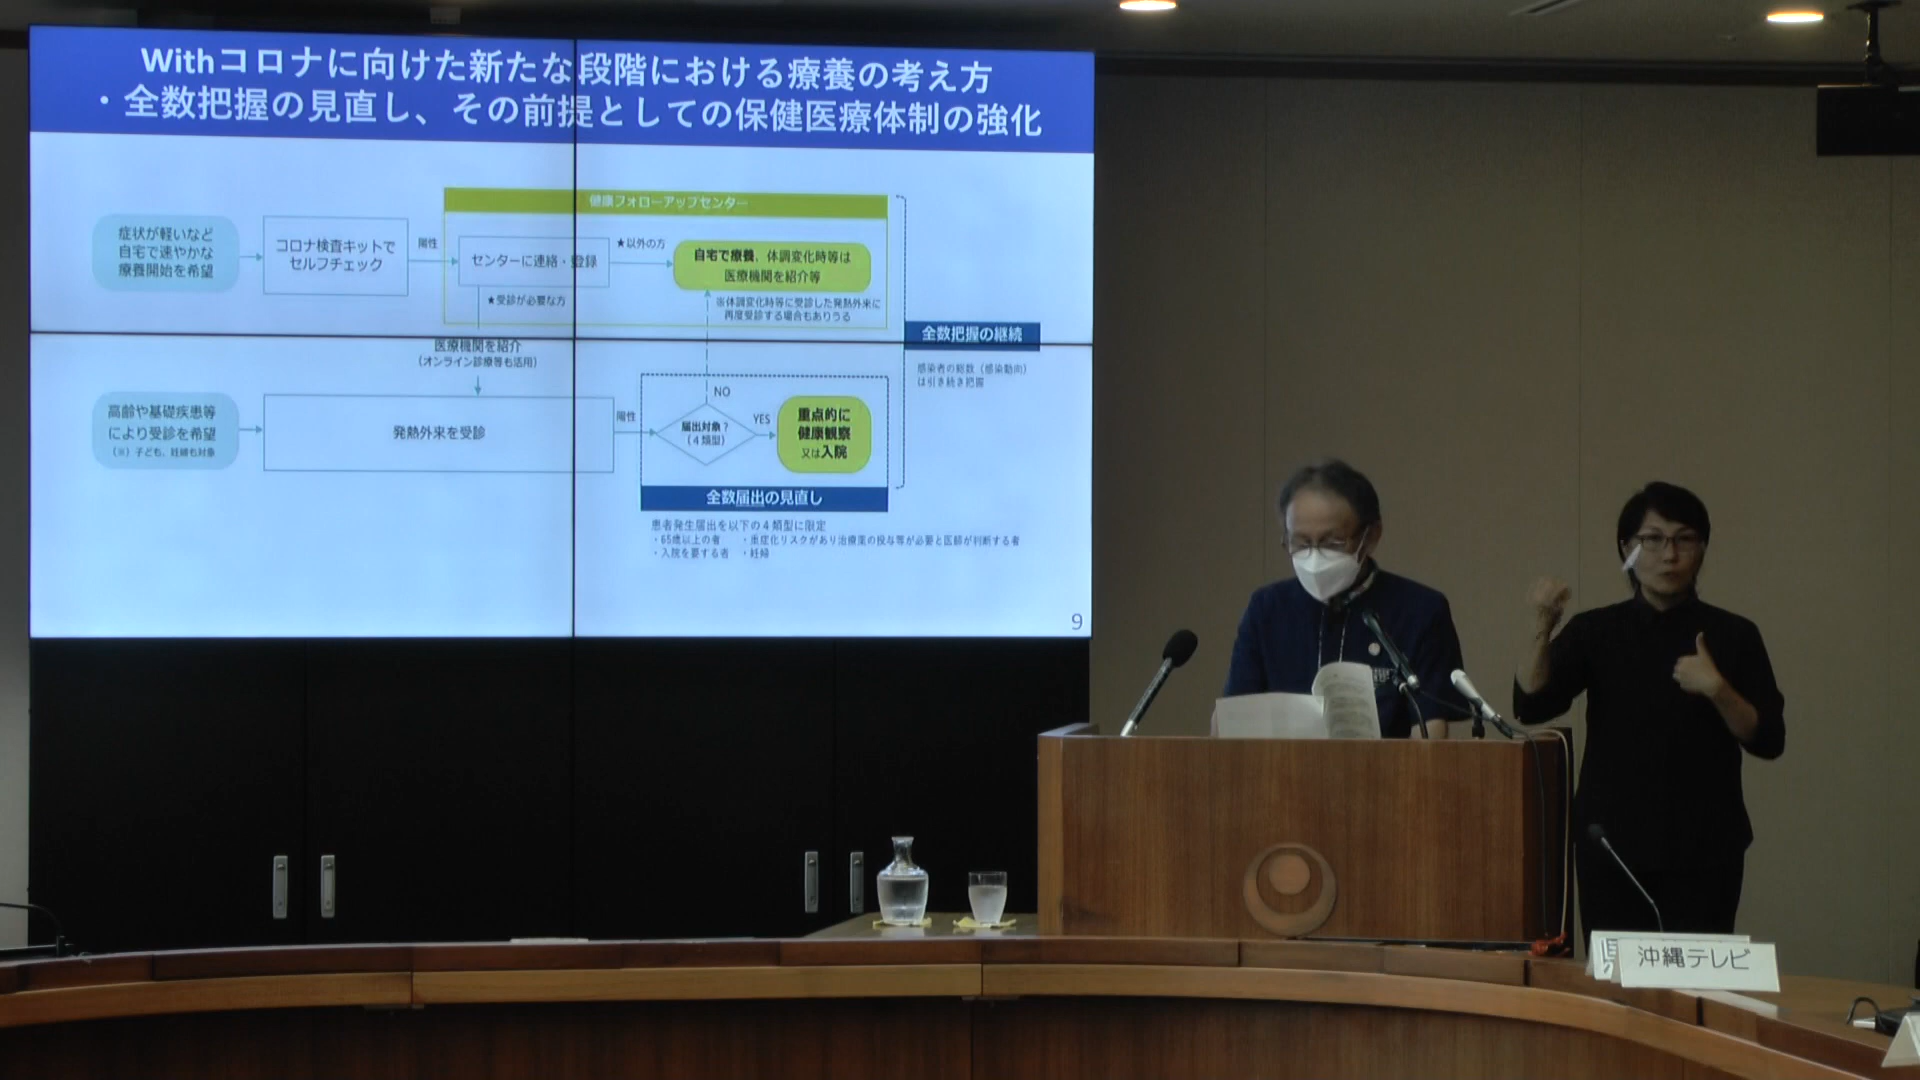 Withコロナに向けた新たな段階における療養の考え方
・全数把握の見直し、その前提としての保健医療体制の強化
健康フォローアップセンター
症状が軽いなど
自宅で速やかな
療養開始を希望
コロナ検査キットで
セルフチェック
陽性
センターに連絡・登録
★以外の方
自宅で療養、体調変化時等は
医療機関を紹介等
★受診が必要な方
※体調変化時等に受診した発熱外来に
再度受診する場合もありうる
医療機関を紹介
（オンライン診療等も活用）
全数把握の継続
感染者の総数（感染動向）
は引き続き把握
高齢や基礎疾患等
により受診を希望
（※）子ども、妊婦も対象
発熱外来を受診
陽性
NO
届出対象？
（４類型）
YES
重点的に
健康観察
又は入院
全数届出の見直し
患者発生届出を以下の４類型に限定
・65歳以上の者　・重症化リスクがあり治療薬の投与等が必要と医師が判断する者
・入院を要する者　・妊婦
9
沖縄テレビ